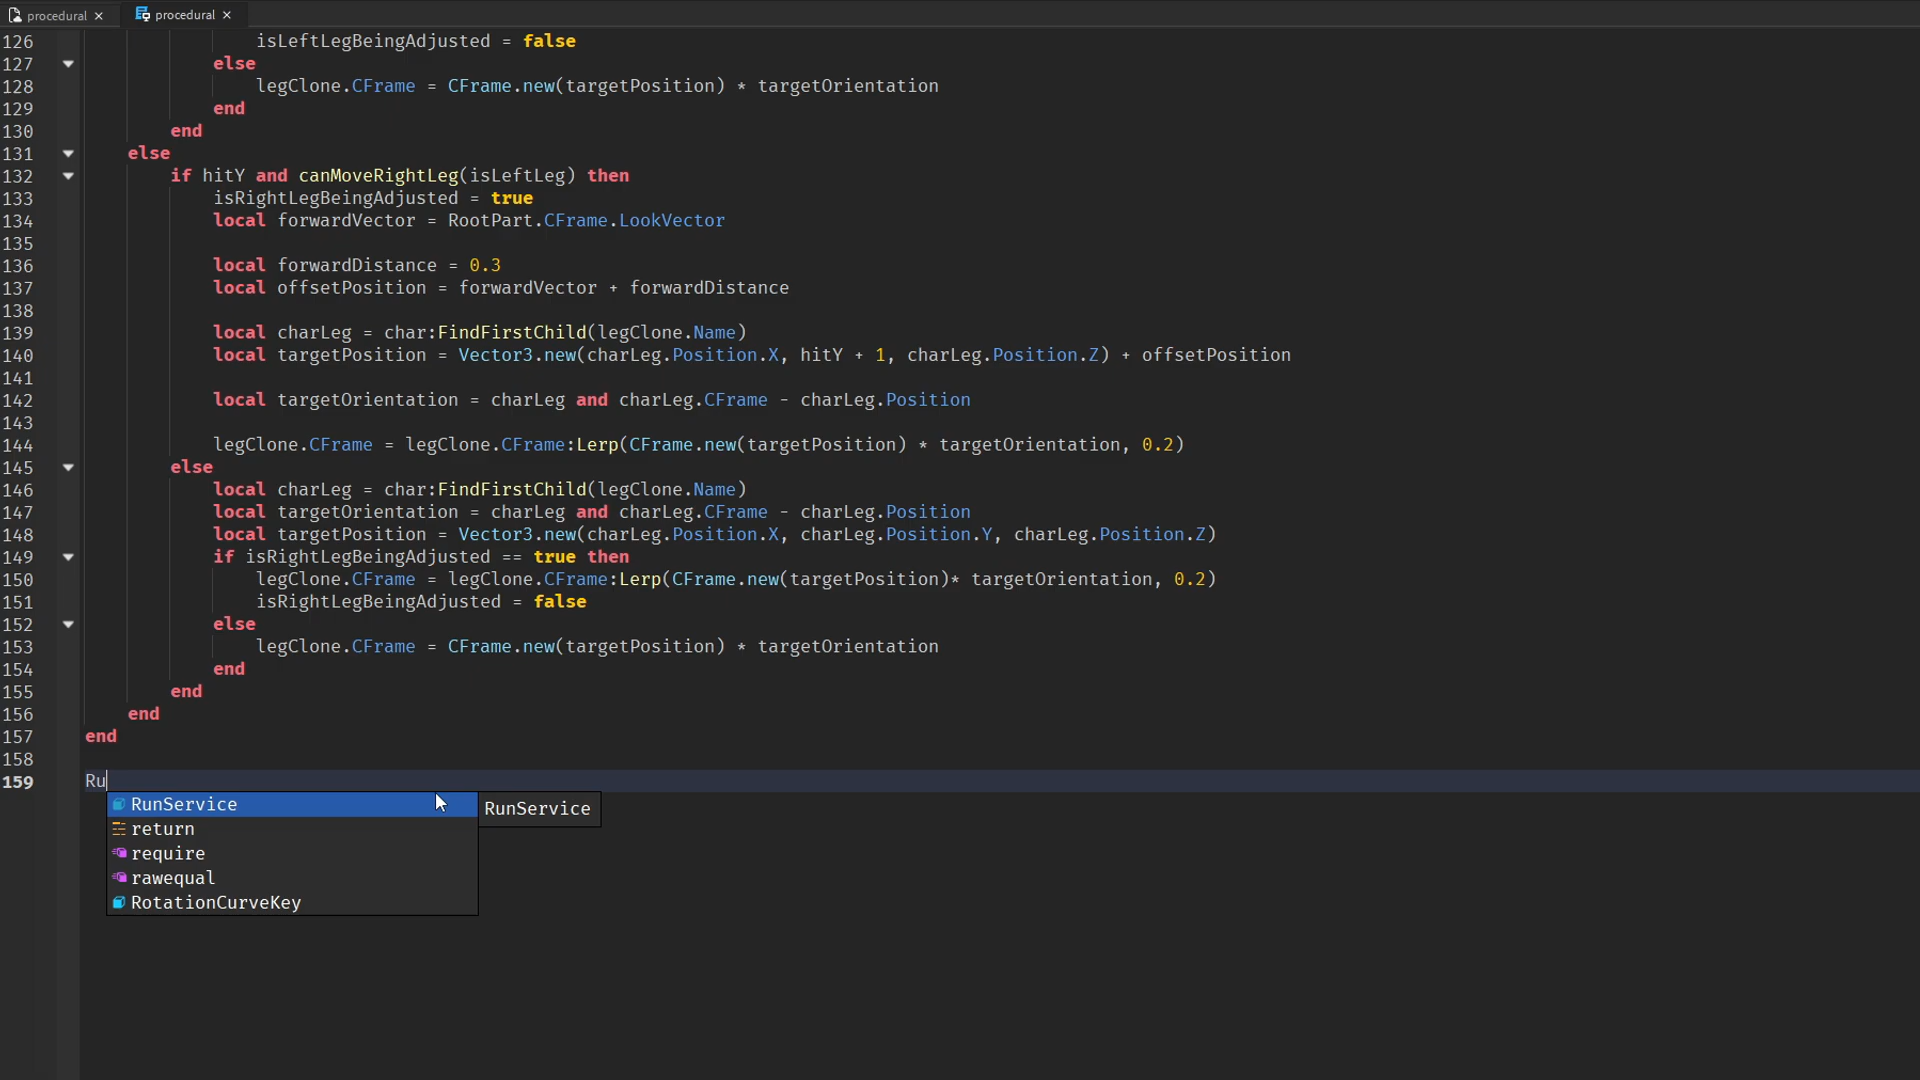 procedural × procedural ×
126 isLeftLegBeingAdjusted = false
127 else
128 legClone.CFrame = CFrame.new(targetPosition) * targetOrientation
129 end
130 end
131 else
132 if hitY and canMoveRightLeg(isLeftLeg) then
133 isRightLegBeingAdjusted = true
134 local forwardVector = RootPart.CFrame.LookVector
135
136 local forwardDistance = 0.3
137 local offsetPosition = forwardVector + forwardDistance
138
139 local charLeg = char:FindFirstChild(legClone.Name)
140 local targetPosition = Vector3.new(charLeg.Position.X, hitY + 1, charLeg.Position.Z) + offsetPosition
141
142 local targetOrientation = charLeg and charLeg.CFrame - charLeg.Position
143
144 legClone.CFrame = legClone.CFrame:Lerp(CFrame.new(targetPosition) * targetOrientation, 0.2)
145 else
146 local charLeg = char:FindFirstChild(legClone.Name)
147 local targetOrientation = charLeg and charLeg.CFrame - charLeg.Position
148 local targetPosition = Vector3.new(charLeg.Position.X, charLeg.Position.Y, charLeg.Position.Z)
149 if isRightLegBeingAdjusted == true then
150 legClone.CFrame = legClone.CFrame:Lerp(CFrame.new(targetPosition)* targetOrientation, 0.2)
151 isRightLegBeingAdjusted = false
152 else
153 legClone.CFrame = CFrame.new(targetPosition) * targetOrientation
154 end
155 end
156 end
157 end
158
159 Ru
RunService RunService
return
require
rawequal
RotationCurveKey